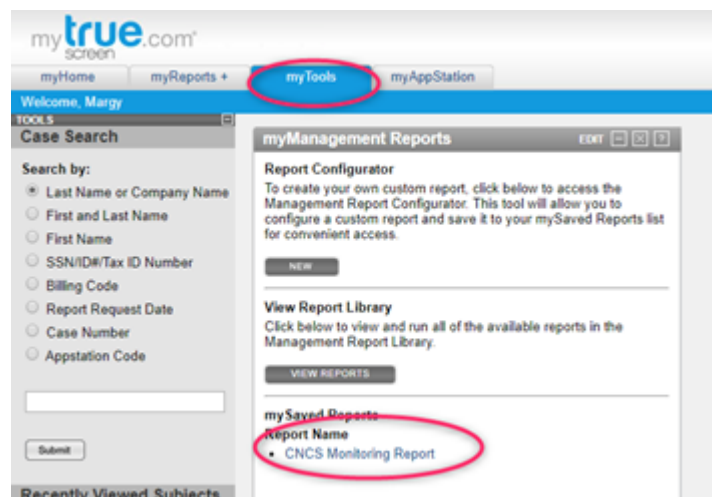 mytrue.com
screen
myHome
myReports +
myTools
myAppStation
Welcome, Margy
TOOLS
Case Search
Search by:
Last Name or Company Name
First and Last Name
First Name
SSN/ID#/Tax ID Number
Billing Code
Report Request Date
Case Number
Appstation Code
Submit
Recently Viewed Subjects
myManagement Reports
EDIT
Report Configurator
To create your own custom report, click below to access the
Management Report Configurator. This tool will allow you to
configure a custom report and save it to your mySaved Reports list
for convenient access.
NEW
View Report Library
Click below to view and run all of the available reports in the
Management Report Library.
VIEW REPORTS
mySaved Reports
Report Name
• CNCS Monitoring Report